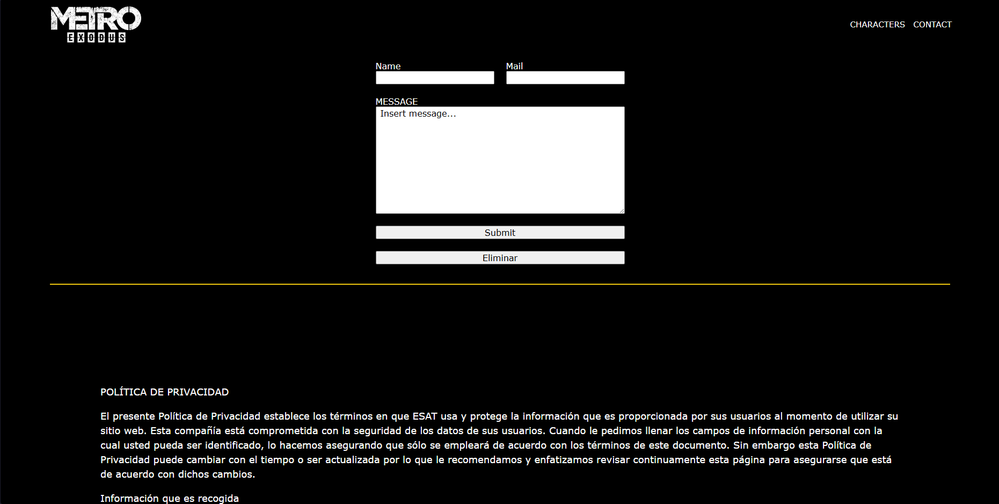 METRO
EXODUS
CHARACTERS CONTACT
Name Mail
MESSAGE
Insert message...
Submit
Eliminar
POLÍTICA DE PRIVACIDAD
El presente Política de Privacidad establece los términos en que ESAT usa y protege la información que es proporcionada por sus usuarios al momento de utilizar su
sitio web. Esta compañía está comprometida con la seguridad de los datos de sus usuarios. Cuando le pedimos llenar los campos de información personal con la
cual usted pueda ser identificado, lo hacemos asegurando que sólo se empleará de acuerdo con los términos de este documento. Sin embargo esta Política de
Privacidad puede cambiar con el tiempo o ser actualizada por lo que le recomendamos y enfatizamos revisar continuamente esta página para asegurarse que está
de acuerdo con dichos cambios.
Información que es recogida